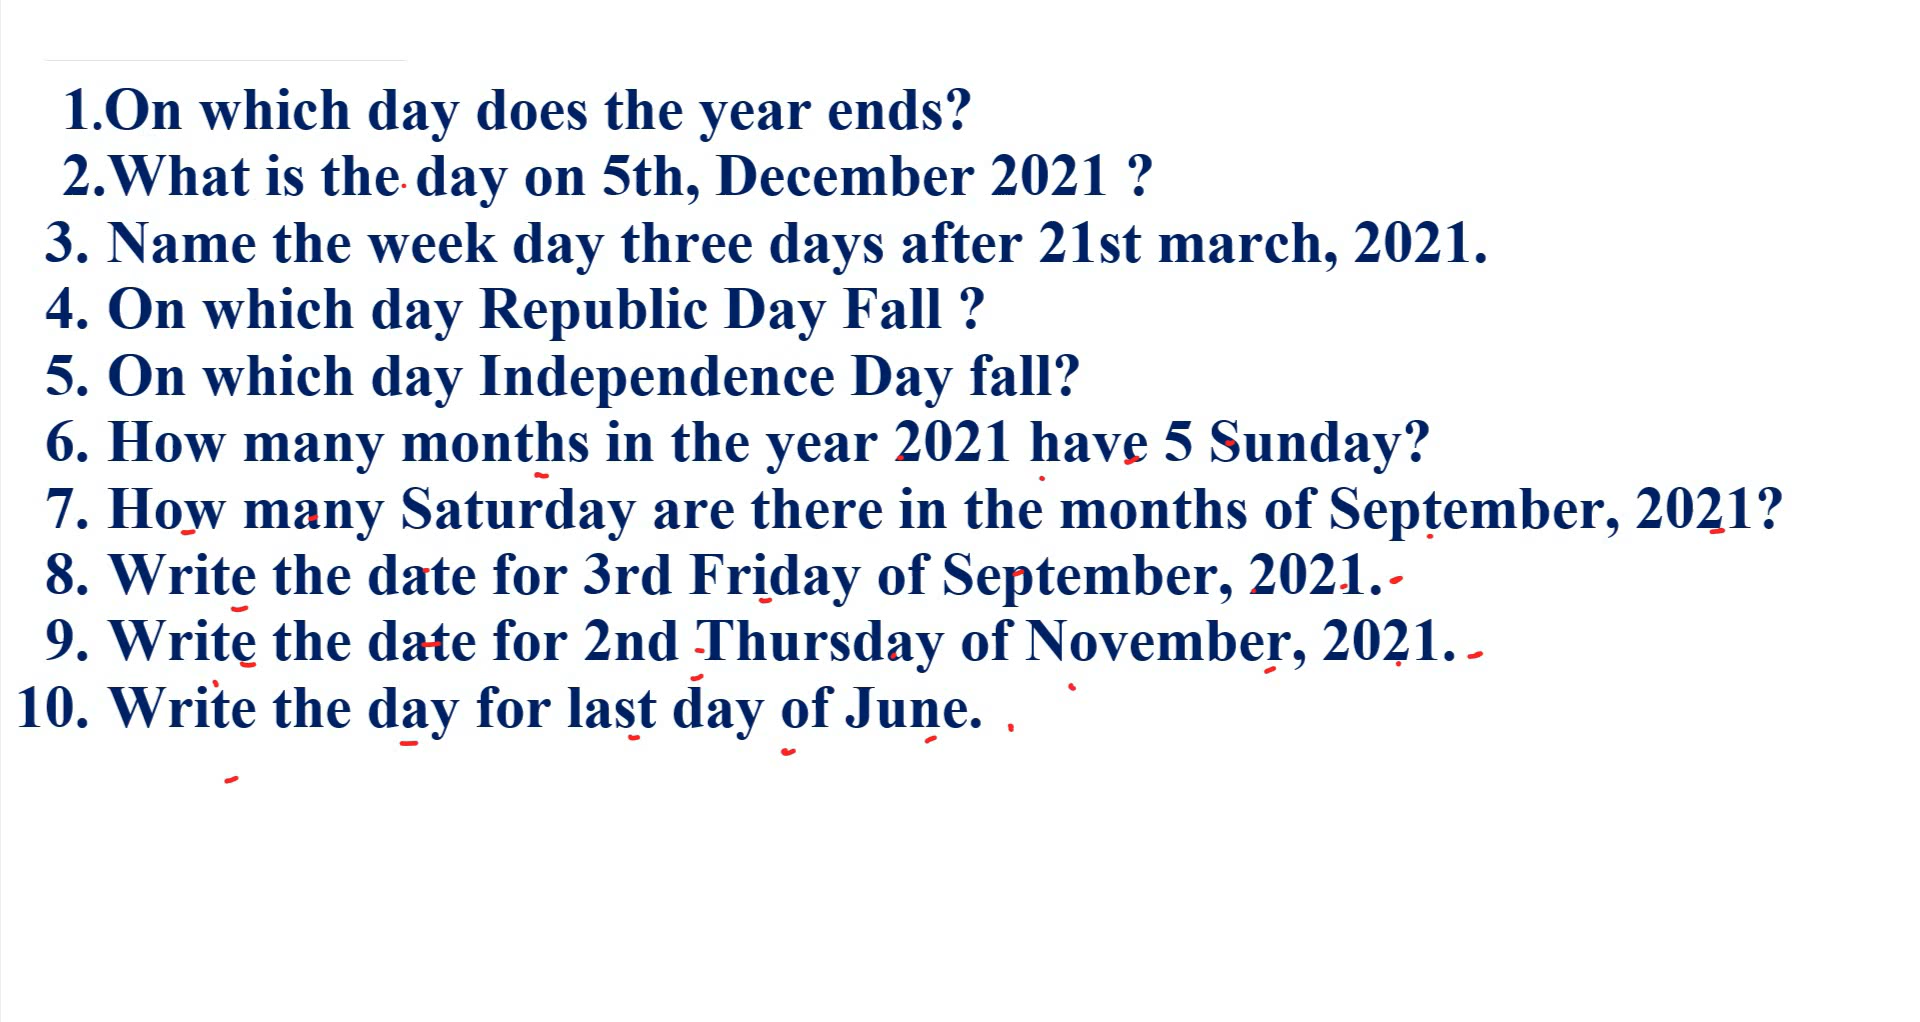 1.On which day does the year ends?
2.What is the day on 5th, December 2021 ?
3. Name the week day three days after 21st march, 2021.
4. On which day Republic Day Fall ?
5. On which day Independence Day fall?
6. How many months in the year 2021 have 5 Sunday?
7. How many Saturday are there in the months of September, 2021?
8. Write the date for 3rd Friday of September, 2021.
9. Write the date for 2nd Thursday of November, 2021.
10. Write the day for last day of June.